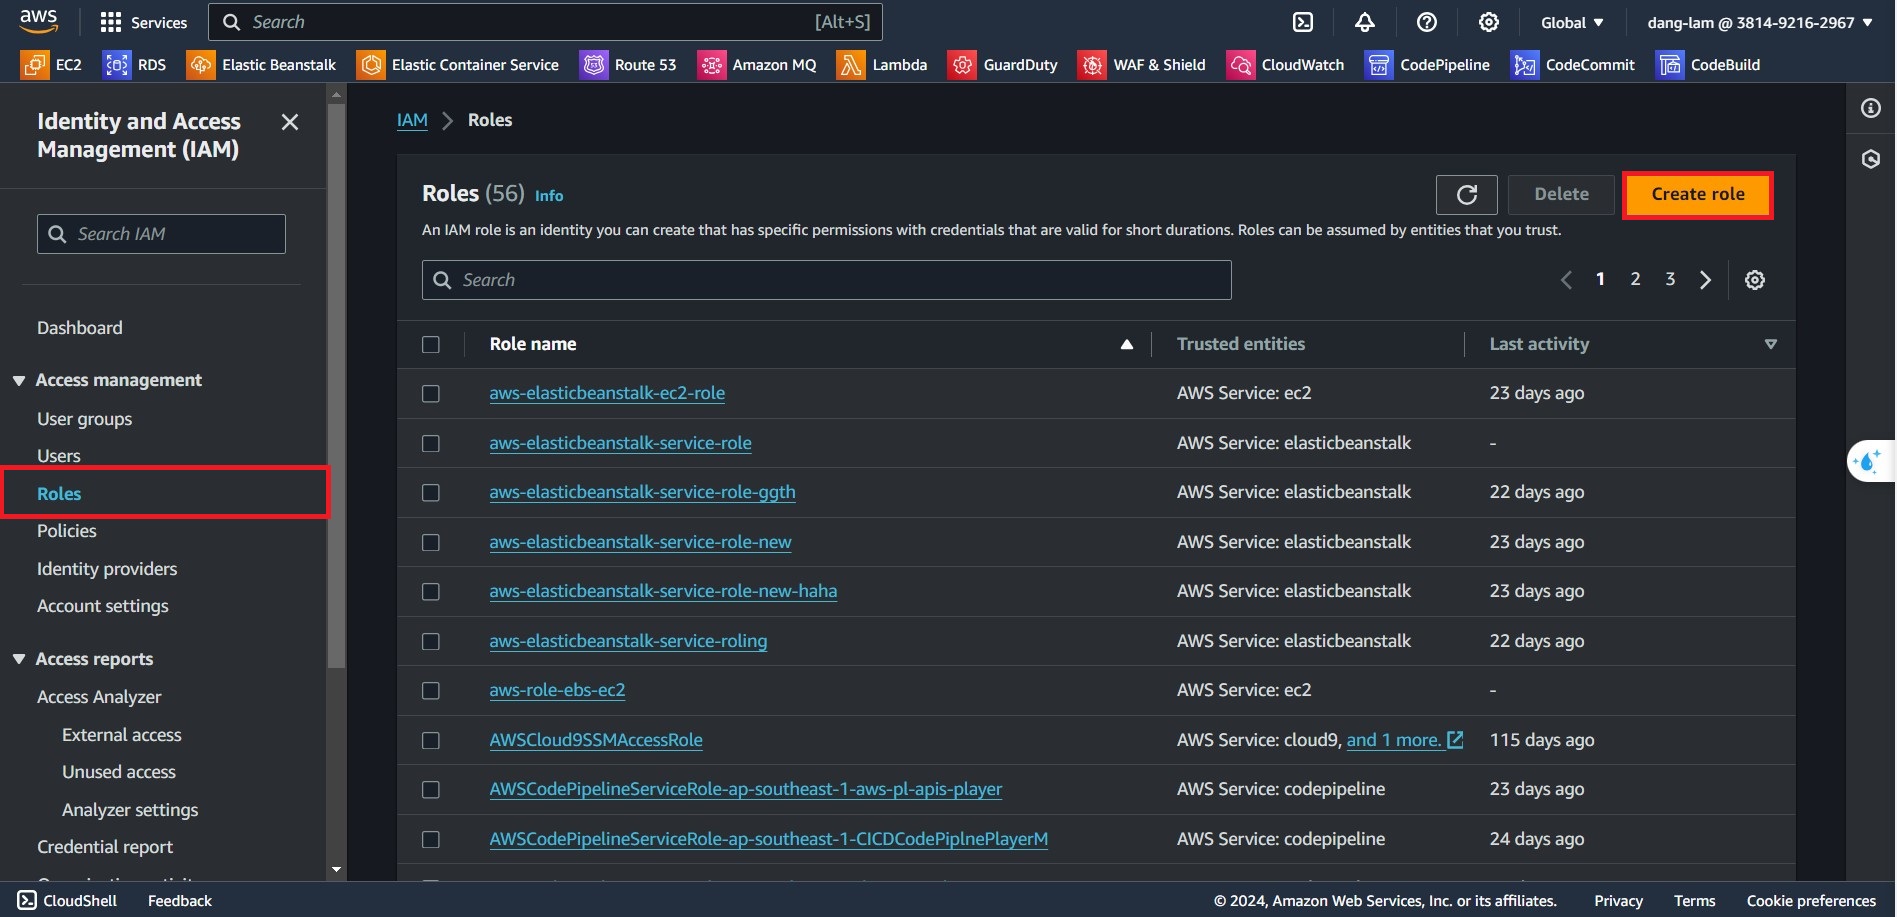 aws
Services
Search [Alt+S]
Global
dang-lam @ 3814-9216-2967
EC2
RDS
Elastic Beanstalk
Elastic Container Service
Route 53
Amazon MQ
Lambda
GuardDuty
WAF & Shield
CloudWatch
CodePipeline
CodeCommit
CodeBuild
Identity and Access
Management (IAM)
Search IAM
Dashboard
Access management
User groups
Users
Roles
Policies
Identity providers
Account settings
Access reports
Access Analyzer
External access
Unused access
Analyzer settings
Credential report
IAM > Roles
Roles (56) Info
Delete
Create role
An IAM role is an identity you can create that has specific permissions with credentials that are valid for short durations. Roles can be assumed by entities that you trust.
Search
1 2 3
Role name Trusted entities Last activity
aws-elasticbeanstalk-ec2-role AWS Service: ec2 23 days ago
aws-elasticbeanstalk-service-role AWS Service: elasticbeanstalk -
aws-elasticbeanstalk-service-role-ggth AWS Service: elasticbeanstalk 22 days ago
aws-elasticbeanstalk-service-role-new AWS Service: elasticbeanstalk 23 days ago
aws-elasticbeanstalk-service-role-new-haha AWS Service: elasticbeanstalk 23 days ago
aws-elasticbeanstalk-service-roling AWS Service: elasticbeanstalk 22 days ago
aws-role-ebs-ec2 AWS Service: ec2 -
AWSCloud9SSMAccessRole AWS Service: cloud9, and 1 more. 115 days ago
AWSCodePipelineServiceRole-ap-southeast-1-aws-pl-apis-player AWS Service: codepipeline 23 days ago
AWSCodePipelineServiceRole-ap-southeast-1-CICDCodePiplnePlayerM AWS Service: codepipeline 24 days ago
CloudShell
Feedback
© 2024, Amazon Web Services, Inc. or its affiliates.
Privacy
Terms
Cookie preferences